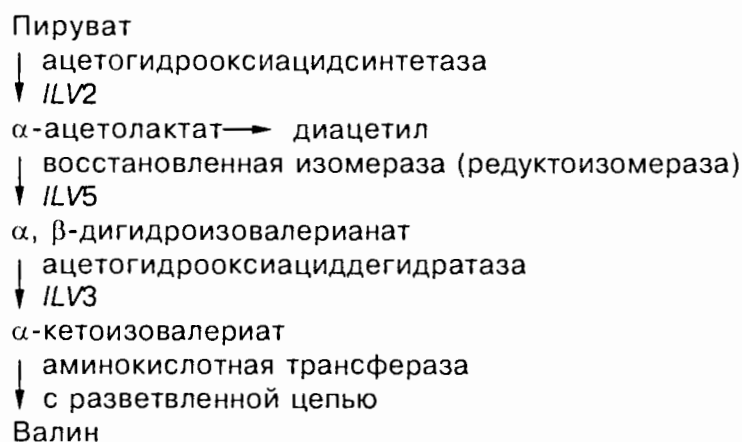 Пируват
ацетогидрооксиацидсинтетаза
ILV2
α-ацетолактат→ диацетил
восстановленная изомераза (редуктоизомераза)
ILV5
α, β-дигидроизовалерианат
ацетогидрооксиациддегидратаза
ILV3
α-кетоизовалериат
аминокислотная трансфераза
с разветвленной цепью
Валин